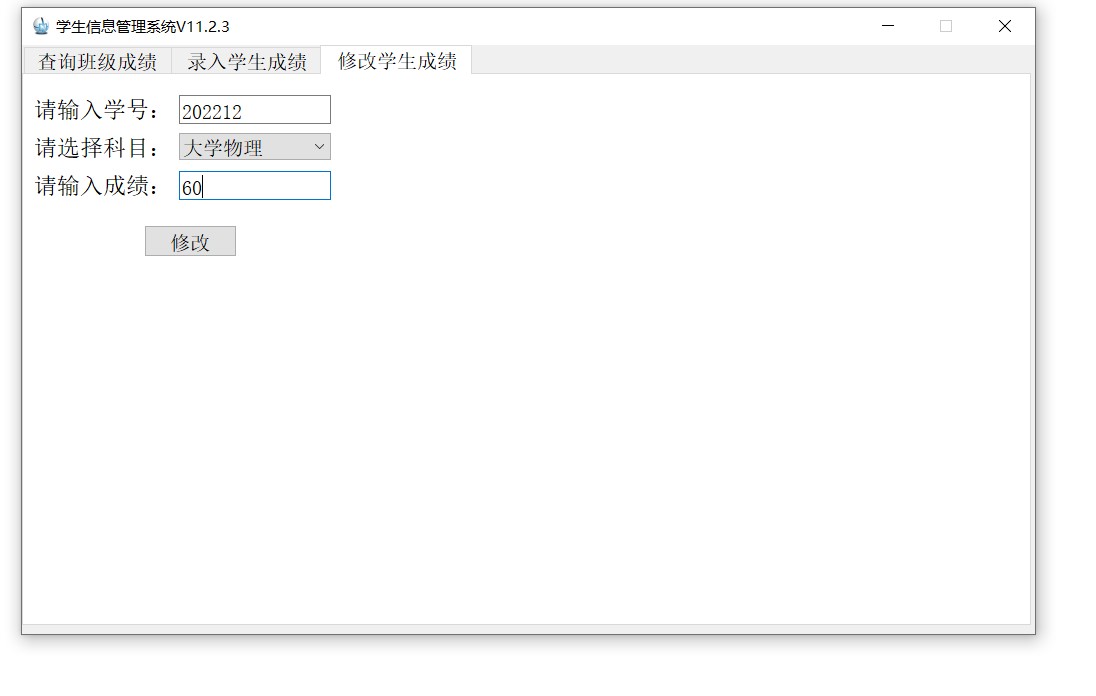 学生信息管理系统V11.2.3
查询班级成绩 录入学生成绩 修改学生成绩
请输入学号： 202212
请选择科目： 大学物理
请输入成绩： 60
修改